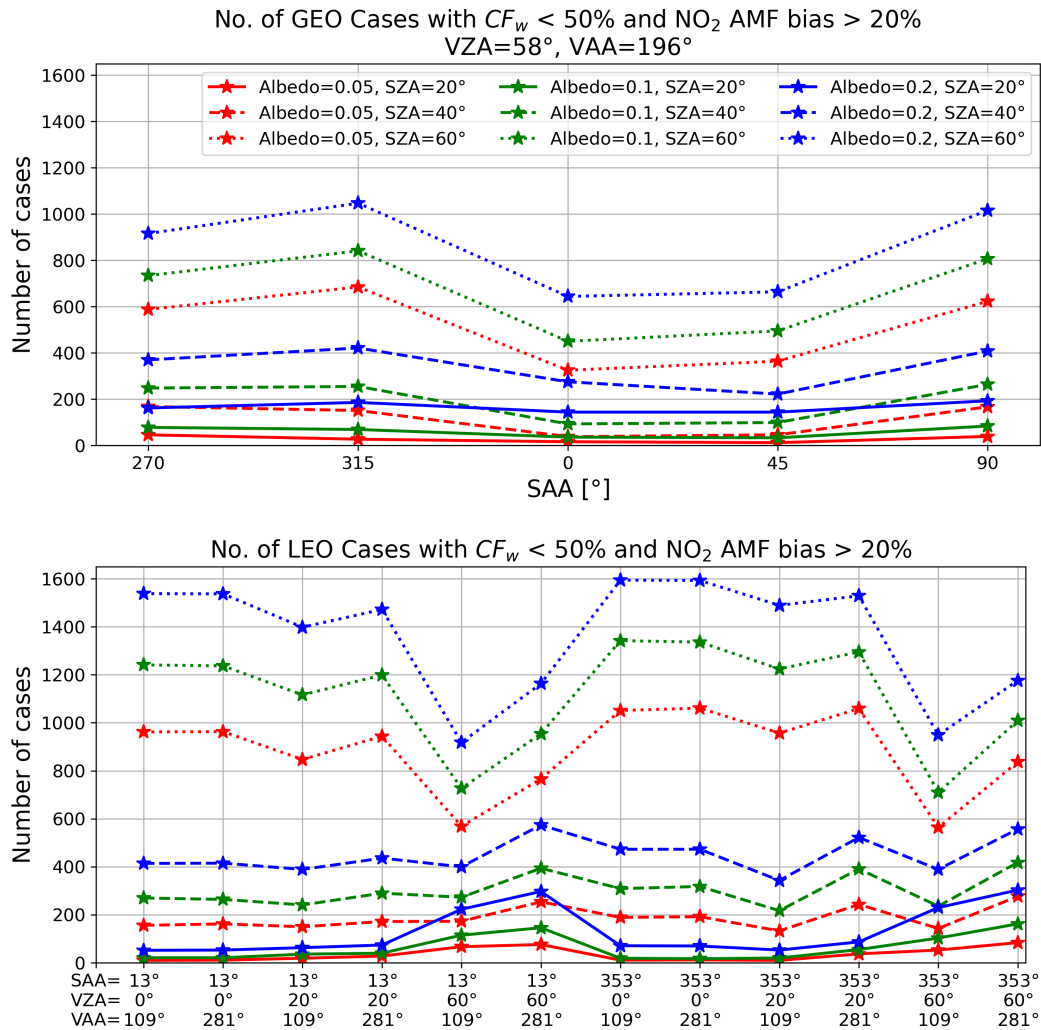 No. of GEO Cases with CF_w < 50% and NO₂ AMF bias > 20%
VZA=58°, VAA=196°
Albedo=0.05, SZA=20° Albedo=0.1, SZA=20° Albedo=0.2, SZA=20°
Albedo=0.05, SZA=40° Albedo=0.1, SZA=40° Albedo=0.2, SZA=40°
Albedo=0.05, SZA=60° Albedo=0.1, SZA=60° Albedo=0.2, SZA=60°
Number of cases
1600
1400
1200
1000
800
600
400
200
0
270 315 0 45 90
SAA [°]
No. of LEO Cases with CF_w < 50% and NO₂ AMF bias > 20%
Number of cases
1600
1400
1200
1000
800
600
400
200
0
SAA= 13° 13° 13° 13° 13° 13° 353° 353° 353° 353° 353° 353°
VZA= 0° 0° 20° 20° 60° 60° 0° 0° 20° 20° 60° 60°
VAA= 109° 281° 109° 281° 109° 281° 109° 281° 109° 281° 109° 281°